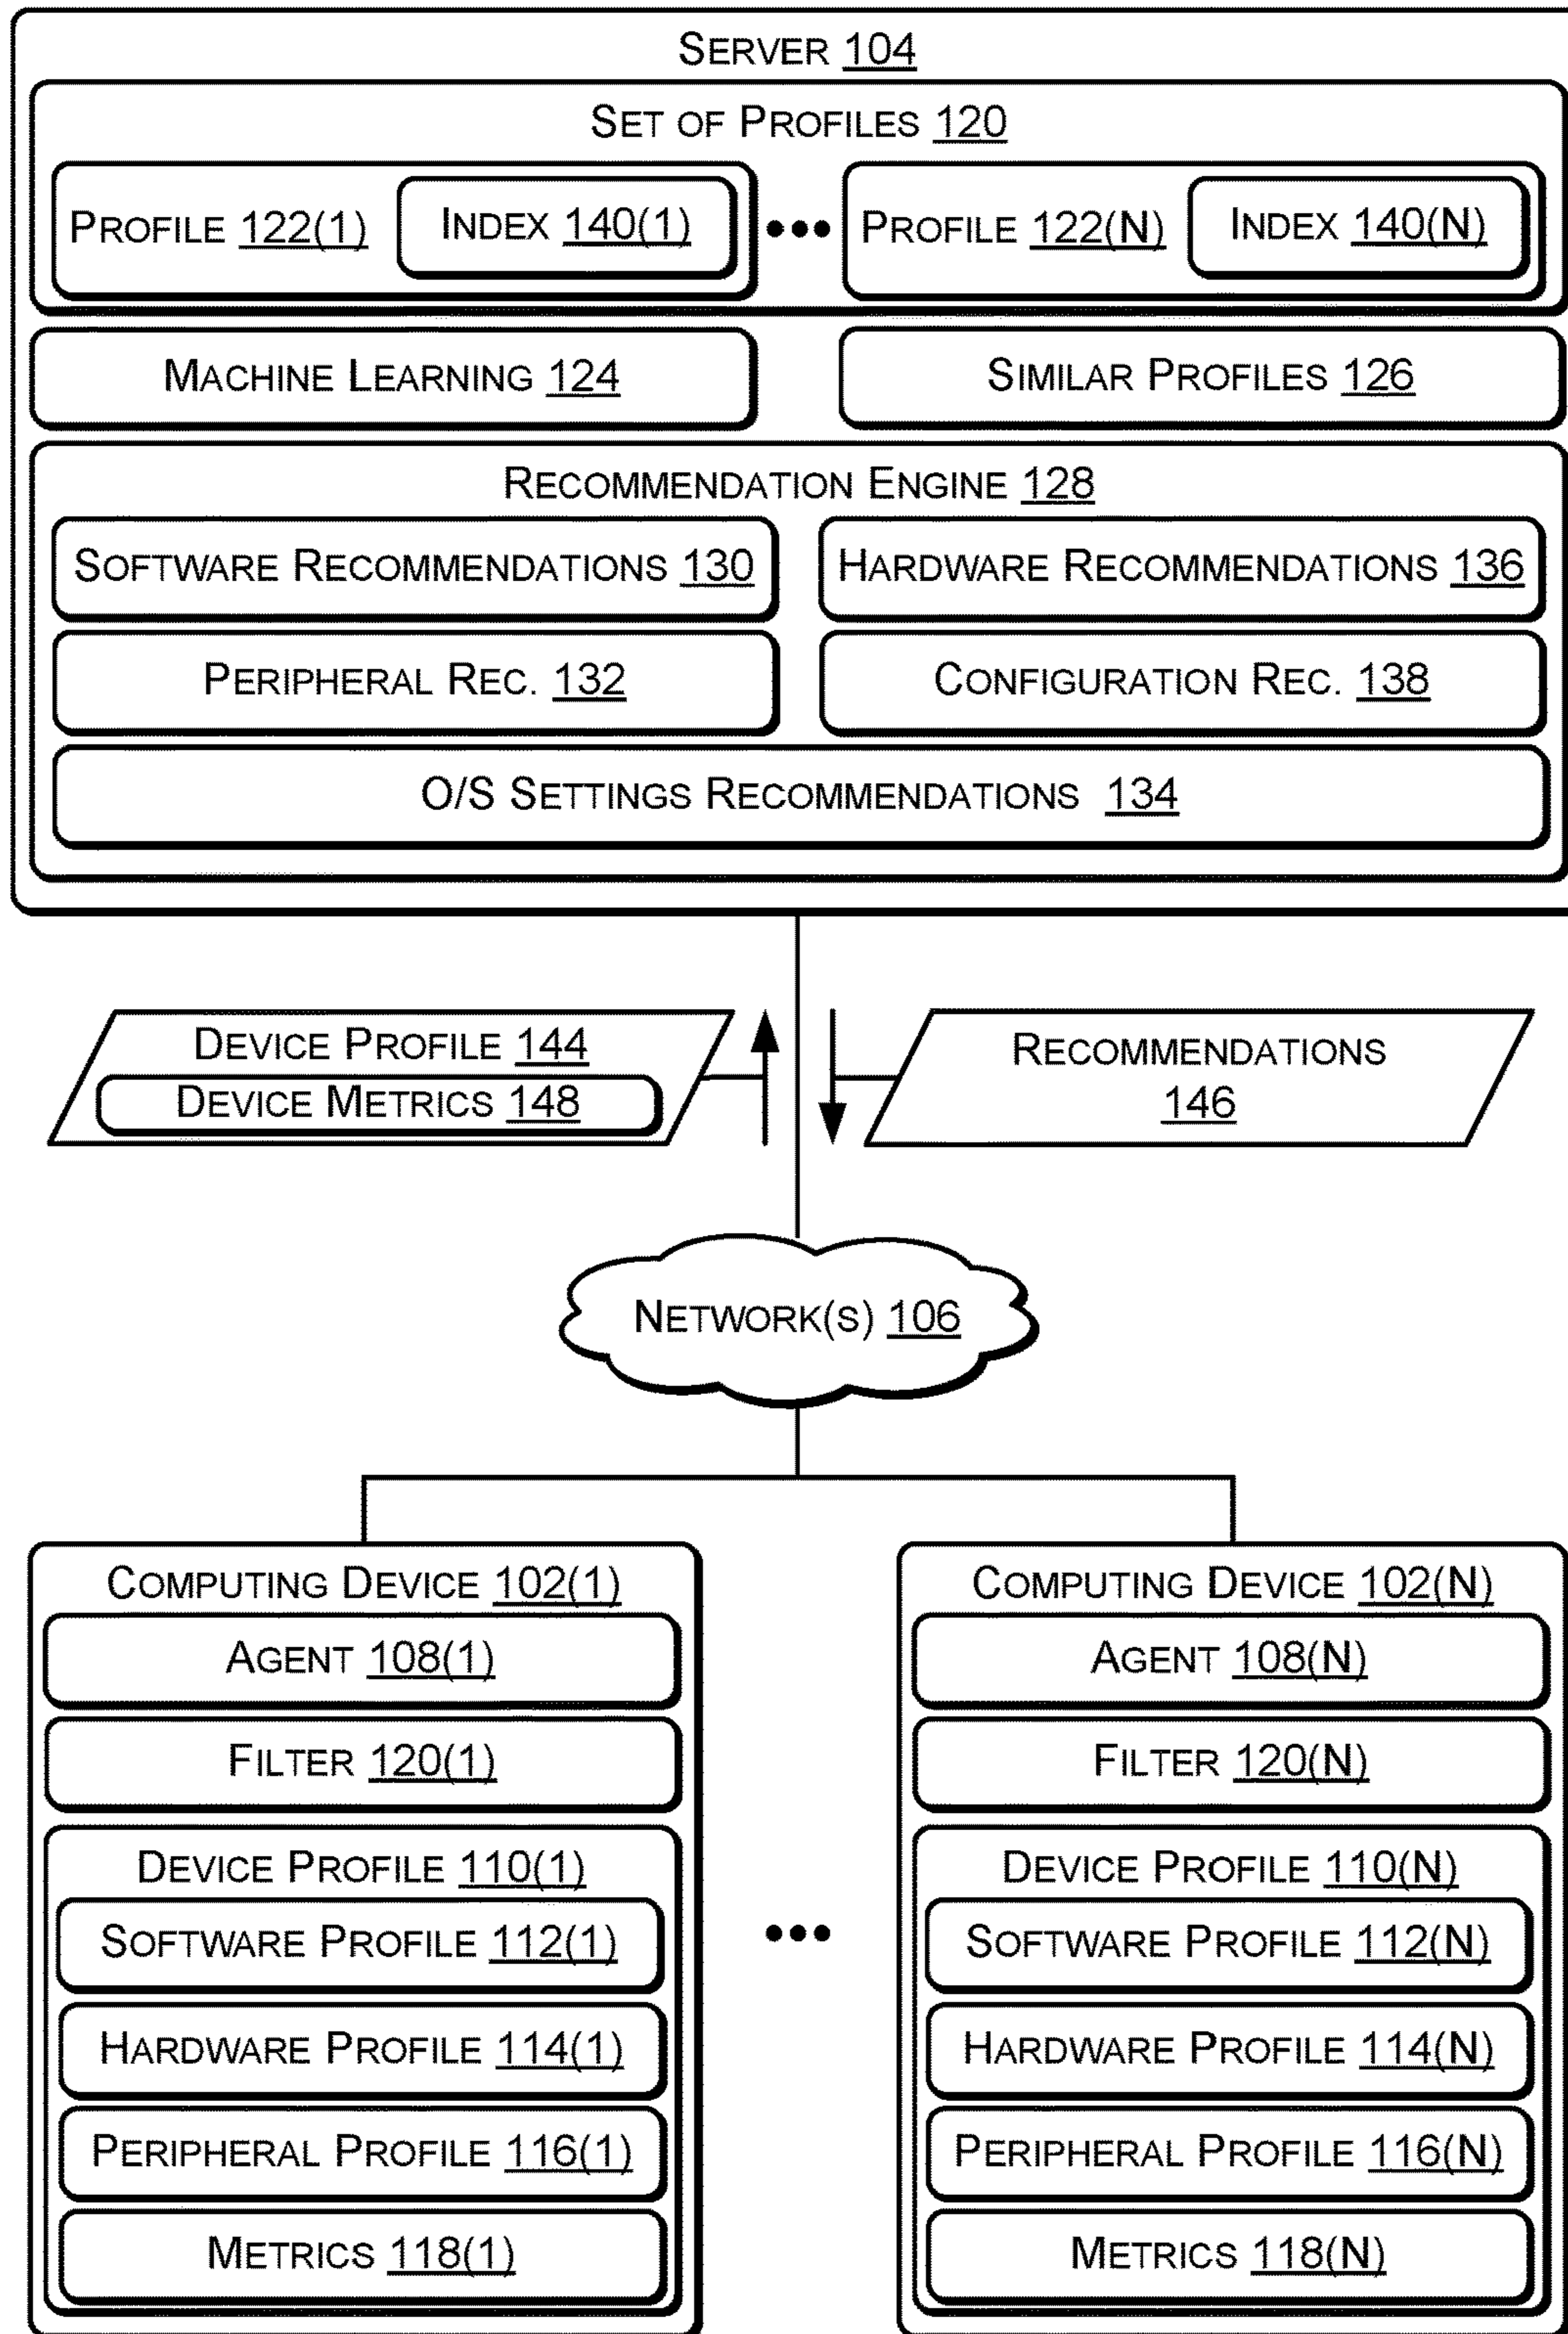 SERVER 104
SET OF PROFILES 120
PROFILE 122(1)
INDEX 140(1)
•••
PROFILE 122(N)
INDEX 140(N)
MACHINE LEARNING 124
SIMILAR PROFILES 126
RECOMMENDATION ENGINE 128
SOFTWARE RECOMMENDATIONS 130
HARDWARE RECOMMENDATIONS 136
PERIPHERAL REC. 132
CONFIGURATION REC. 138
O/S SETTINGS RECOMMENDATIONS 134
DEVICE PROFILE 144
DEVICE METRICS 148
RECOMMENDATIONS
146
NETWORK(S) 106
COMPUTING DEVICE 102(1)
AGENT 108(1)
FILTER 120(1)
DEVICE PROFILE 110(1)
SOFTWARE PROFILE 112(1)
HARDWARE PROFILE 114(1)
PERIPHERAL PROFILE 116(1)
METRICS 118(1)
•••
COMPUTING DEVICE 102(N)
AGENT 108(N)
FILTER 120(N)
DEVICE PROFILE 110(N)
SOFTWARE PROFILE 112(N)
HARDWARE PROFILE 114(N)
PERIPHERAL PROFILE 116(N)
METRICS 118(N)